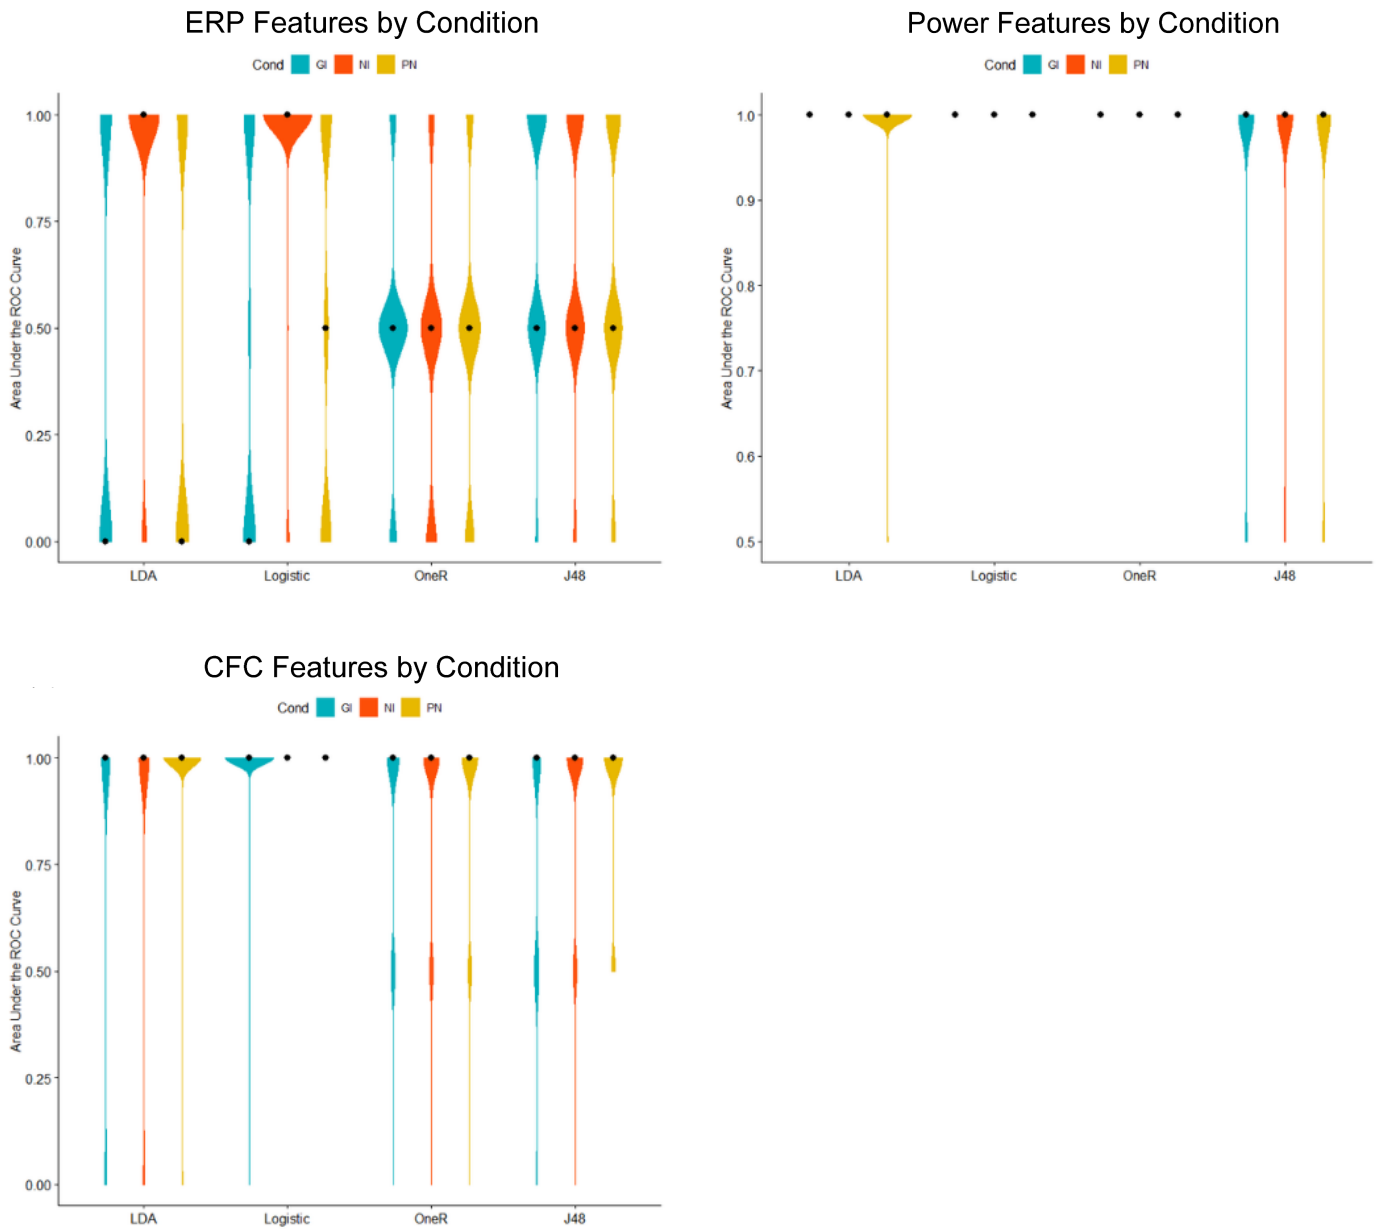 ERP Features by Condition
Cond GI NI PN
Area Under the ROC Curve
1.00
0.75
0.50
0.25
0.00
LDA Logistic OneR J48
Power Features by Condition
Cond GI NI PN
Area Under the ROC Curve
1.0
0.9
0.8
0.7
0.6
0.5
LDA Logistic OneR J48
CFC Features by Condition
Cond GI NI PN
Area Under the ROC Curve
1.00
0.75
0.50
0.25
0.00
LDA Logistic OneR J48